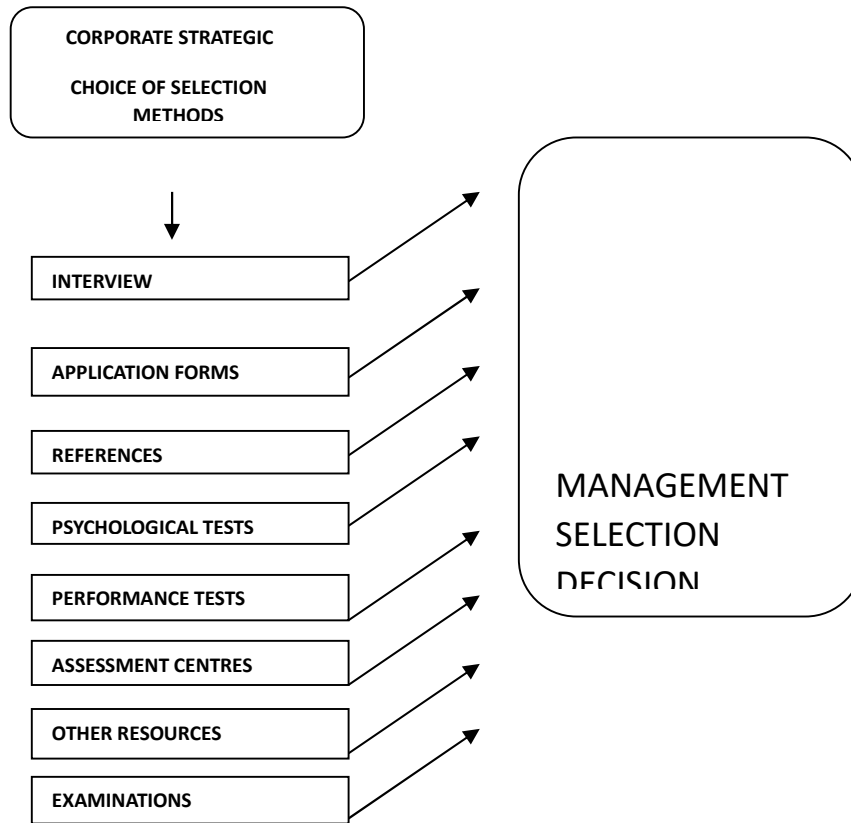 CORPORATE STRATEGIC
CHOICE OF SELECTION
METHODS
INTERVIEW
APPLICATION FORMS
REFERENCES
PSYCHOLOGICAL TESTS
PERFORMANCE TESTS
ASSESSMENT CENTRES
OTHER RESOURCES
EXAMINATIONS
MANAGEMENT
SELECTION
DECISION